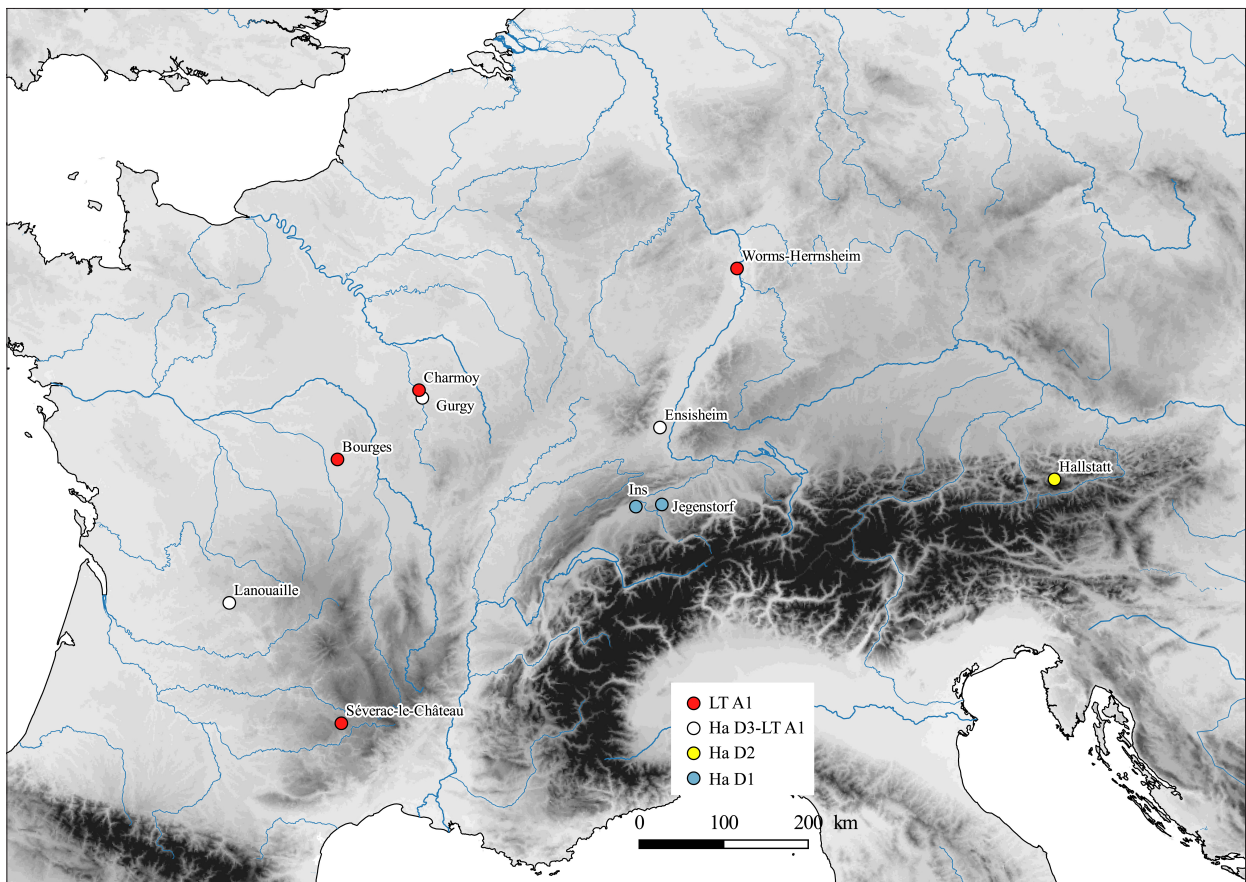 Worms-Herrnsheim
Charmoy
Gurgy
Ensisheim
Bourges
Hallstatt
Ins
Jegenstorf
Lanouaille
Séverac-le-Château
LT A1
Ha D3-LT A1
Ha D2
Ha D1
0 100 200 km